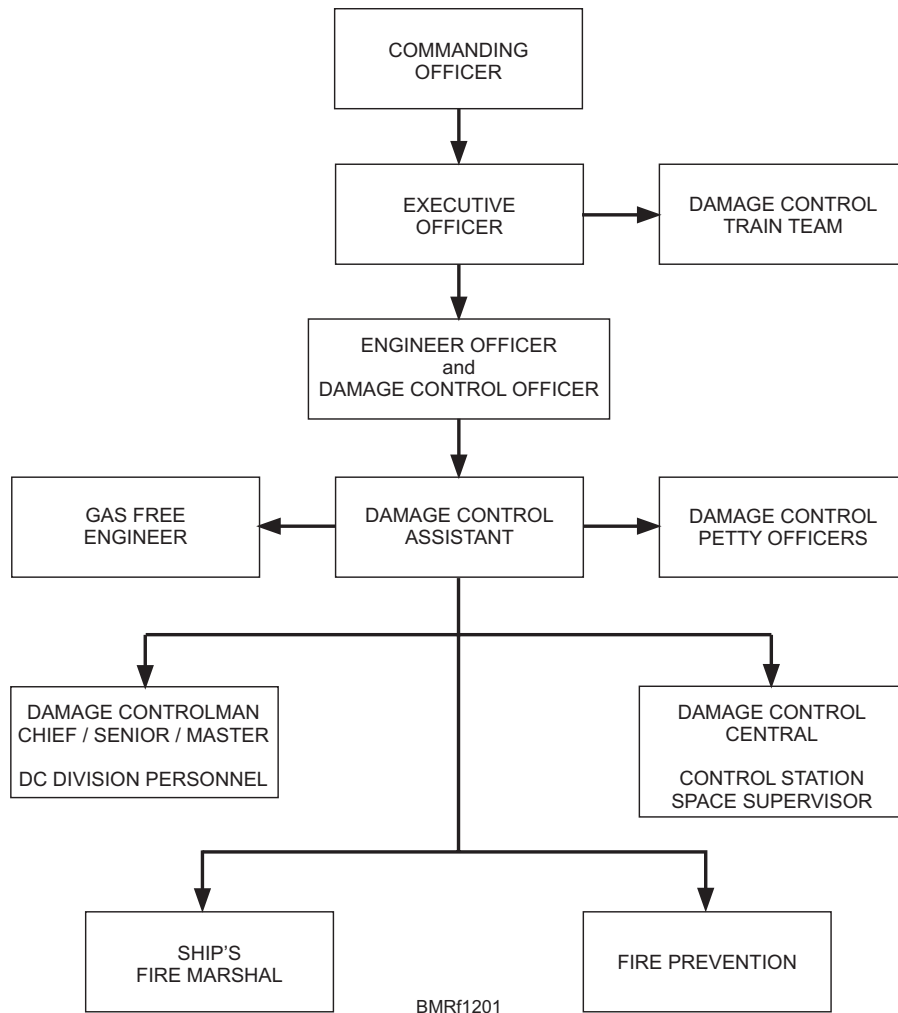 COMMANDING
OFFICER
EXECUTIVE
OFFICER
DAMAGE CONTROL
TRAIN TEAM
ENGINEER OFFICER
and
DAMAGE CONTROL OFFICER
GAS FREE
ENGINEER
DAMAGE CONTROL
ASSISTANT
DAMAGE CONTROL
PETTY OFFICERS
DAMAGE CONTROLMAN
CHIEF / SENIOR / MASTER
DC DIVISION PERSONNEL
DAMAGE CONTROL
CENTRAL
CONTROL STATION
SPACE SUPERVISOR
SHIP'S
FIRE MARSHAL
FIRE PREVENTION
BMRf1201